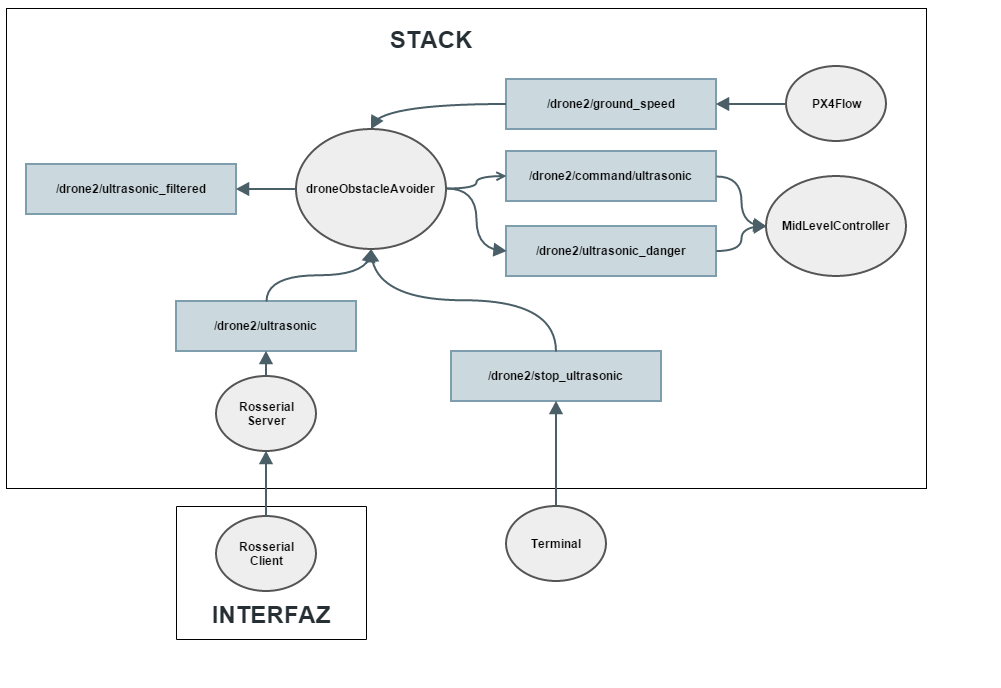 STACK
/drone2/ground_speed
PX4Flow
/drone2/ultrasonic_filtered
droneObstacleAvoider
/drone2/command/ultrasonic
/drone2/ultrasonic_danger
MidLevelController
/drone2/ultrasonic
/drone2/stop_ultrasonic
Rosserial
Server
Rosserial
Client
Terminal
INTERFAZ